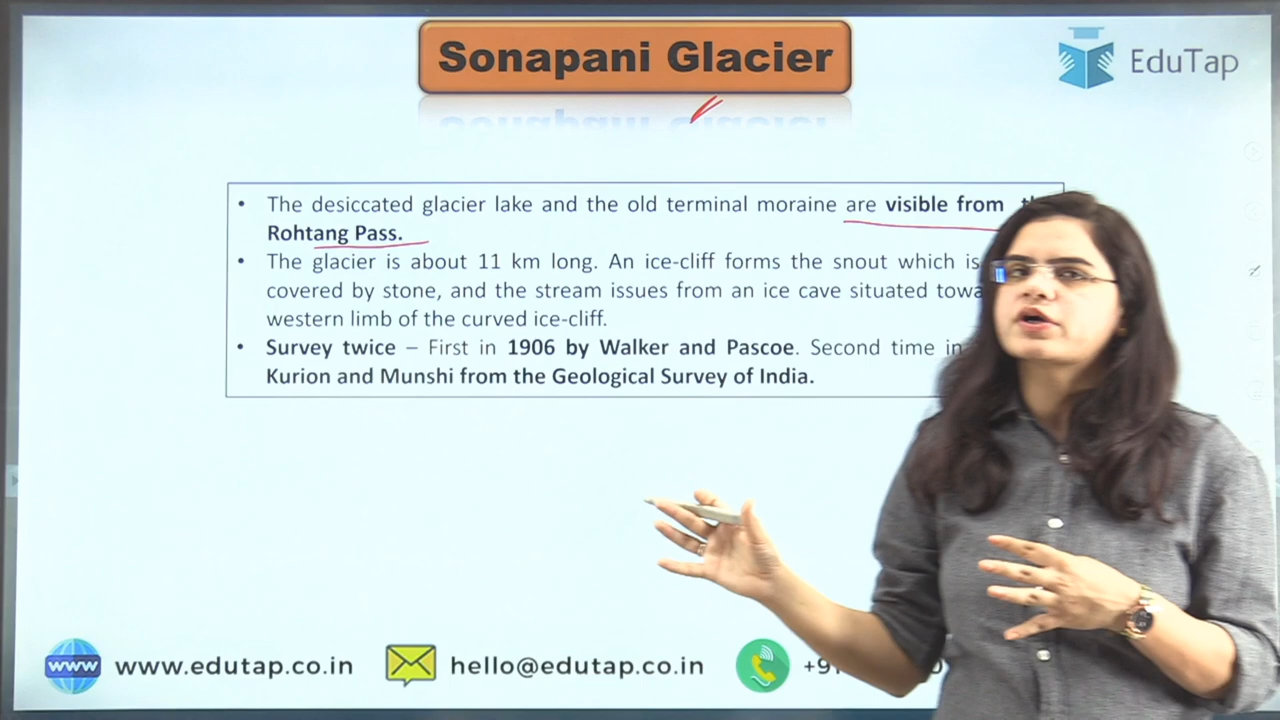 Sonapani Glacier
EduTap
• The desiccated glacier lake and the old terminal moraine are visible from
Rohtang Pass.
• The glacier is about 11 km long. An ice-cliff forms the snout which is
covered by stone, and the stream issues from an ice cave situated
western limb of the curved ice-cliff.
• Survey twice – First in 1906 by Walker and Pascoe. Second time in
Kurion and Munshi from the Geological Survey of India.
www www.edutap.co.in hello@edutap.co.in